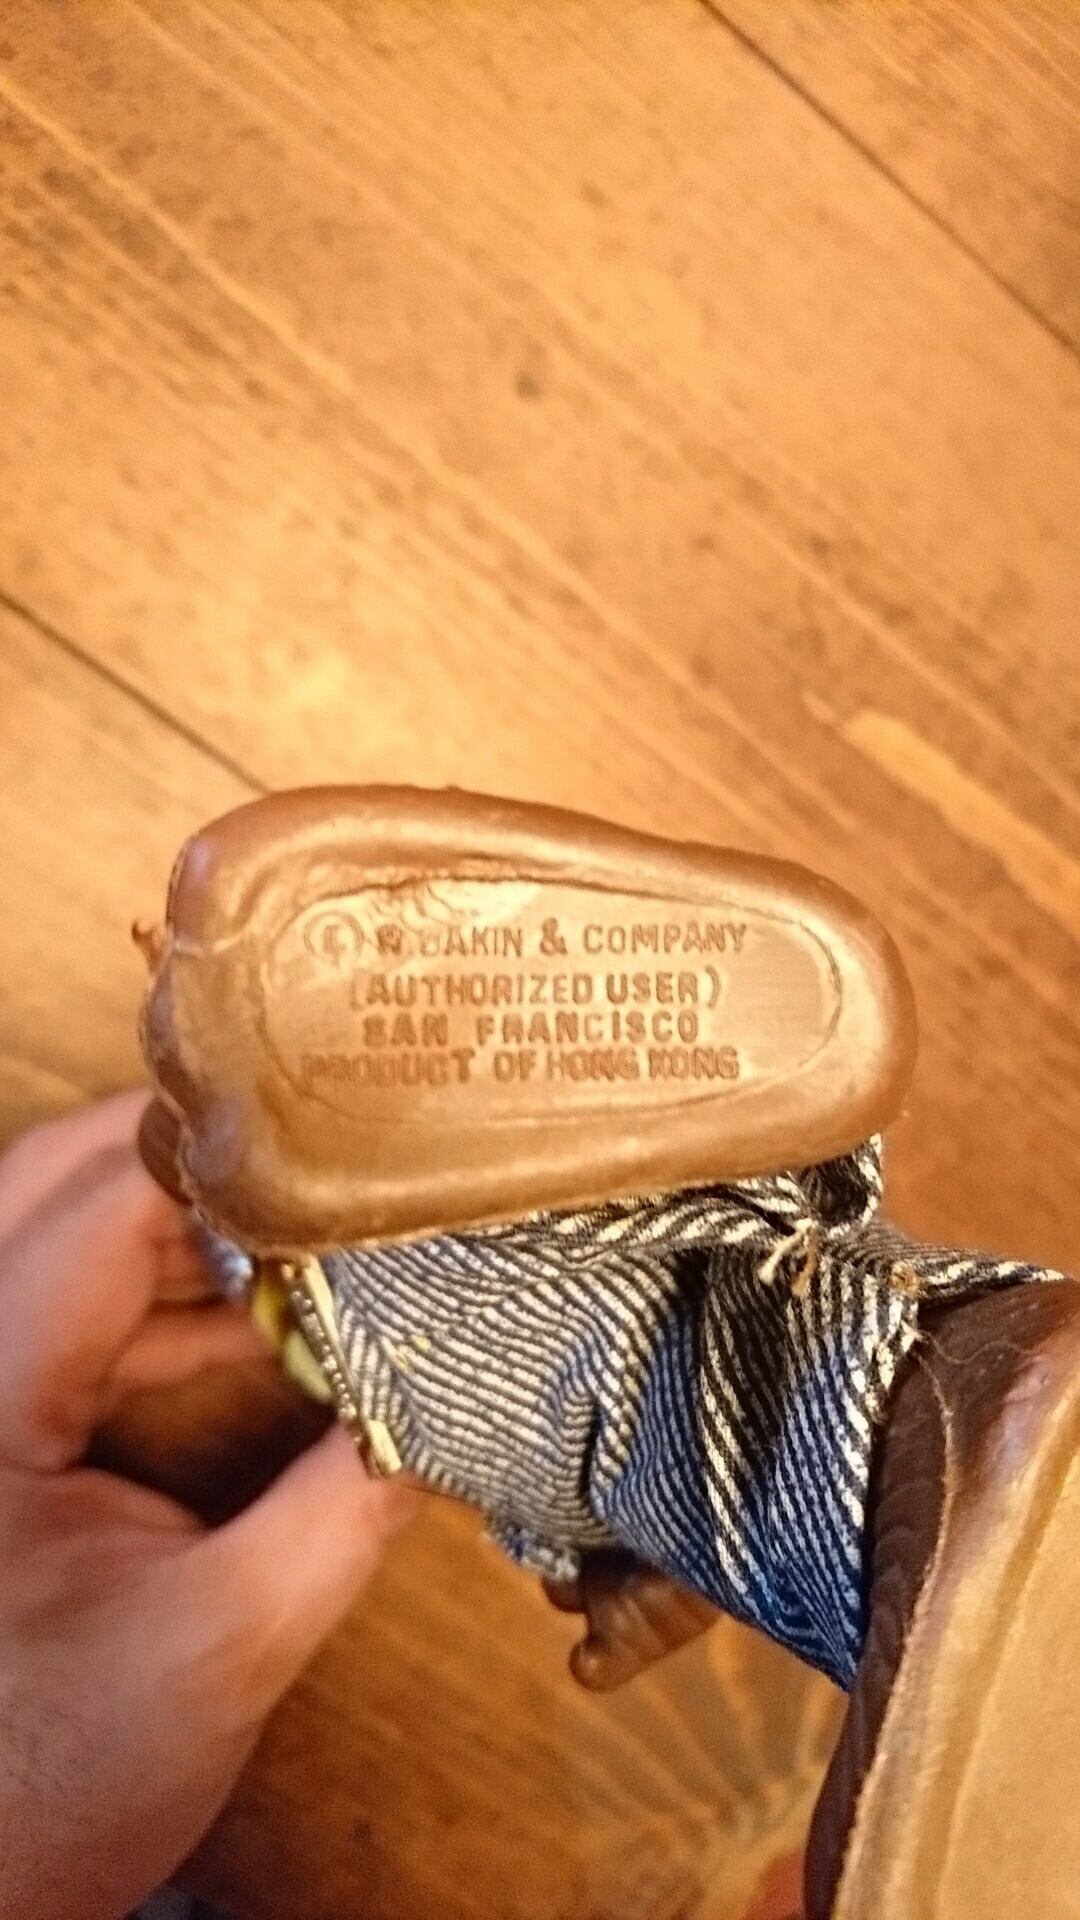 R. DAKIN & COMPANY
(AUTHORIZED USER)
SAN FRANCISCO
PRODUCT OF HONG KONG